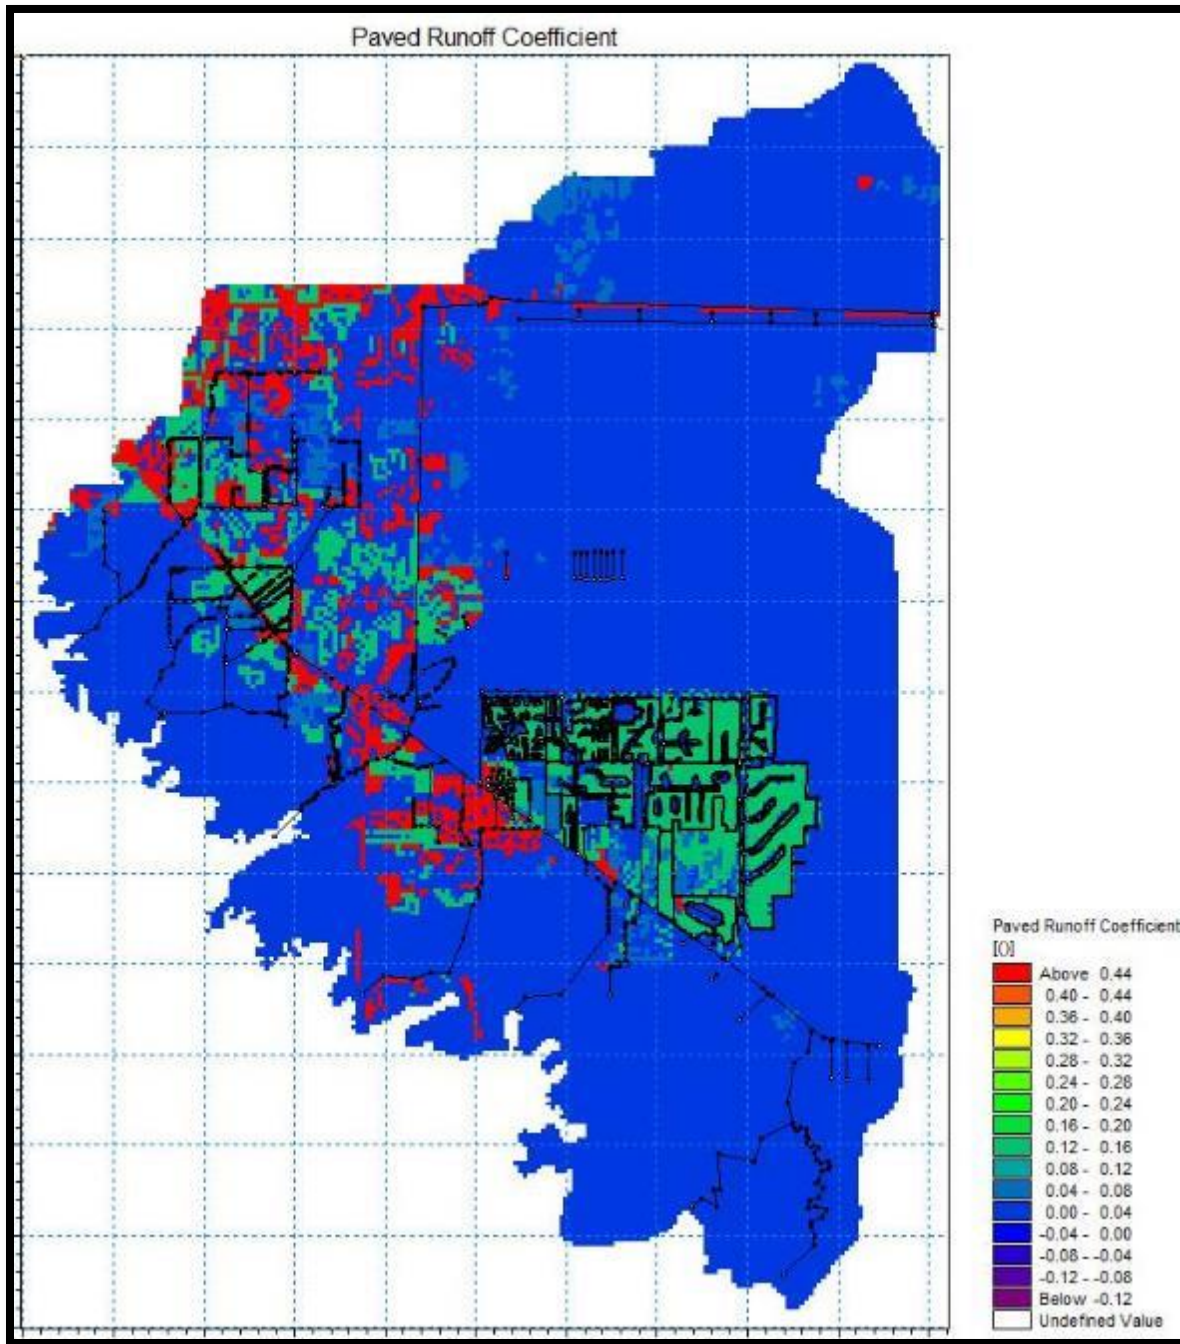 Paved Runoff Coefficient
Paved Runoff Coefficient
[()]
Above 0.44
0.40 - 0.44
0.36 - 0.40
0.32 - 0.36
0.28 - 0.32
0.24 - 0.28
0.20 - 0.24
0.16 - 0.20
0.12 - 0.16
0.08 - 0.12
0.04 - 0.08
0.00 - 0.04
-0.04 - 0.00
-0.08 - -0.04
-0.12 - -0.08
Below -0.12
Undefined Value